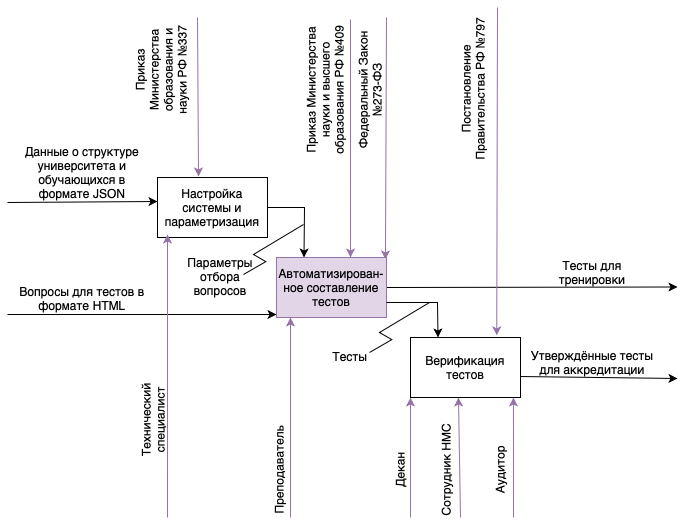 Приказ
Министерства
образования и
науки РФ №337
Приказ Министерства
науки и высшего
образования РФ №409
Федеральный Закон
№273-ФЗ
Постановление
Правительства РФ №797
Данные о структуре
университета и
обучающихся в
формате JSON
Настройка
системы и
параметризация
Параметры
отбора
вопросов
Автоматизирован-
ное составление
тестов
Тесты для
тренировки
Вопросы для тестов в
формате HTML
Тесты
Верификация
тестов
Утверждённые тесты
для аккредитации
Технический
специалист
Преподаватель
Декан
Сотрудник НМС
Аудитор